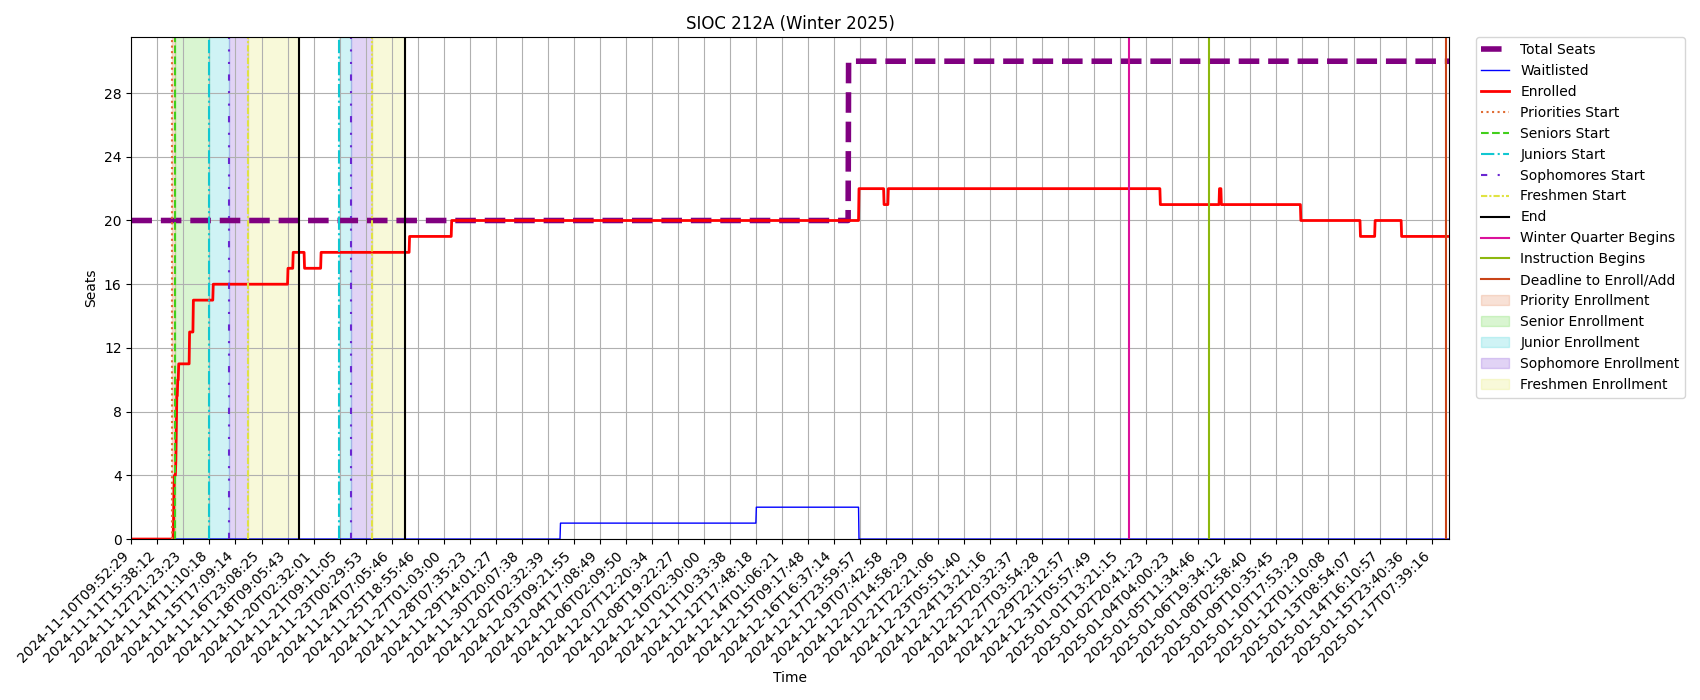 SIOC 212A (Winter 2025)
Seats
28
24
20
16
12
8
4
0
2024-11-10T09:52:29
2024-11-11T15:38:12
2024-11-12T21:23:23
2024-11-14T11:10:18
2024-11-15T17:09:14
2024-11-16T23:08:25
2024-11-18T09:05:43
2024-11-20T02:32:01
2024-11-21T09:11:05
2024-11-23T00:29:53
2024-11-24T07:05:46
2024-11-25T18:55:46
2024-11-27T01:03:00
2024-11-28T07:35:23
2024-11-29T14:01:27
2024-11-30T20:07:38
2024-12-02T02:32:39
2024-12-03T09:21:55
2024-12-04T17:08:49
2024-12-06T02:09:50
2024-12-07T12:20:34
2024-12-08T19:22:27
2024-12-10T02:30:00
2024-12-11T10:33:38
2024-12-12T17:48:18
2024-12-14T01:06:21
2024-12-15T09:17:48
2024-12-16T16:37:14
2024-12-17T23:59:57
2024-12-19T07:42:58
2024-12-20T14:58:29
2024-12-21T22:21:06
2024-12-23T05:51:40
2024-12-24T13:21:16
2024-12-25T20:32:37
2024-12-27T03:54:28
2024-12-29T22:12:57
2024-12-31T05:57:49
2025-01-01T13:21:15
2025-01-02T20:41:23
2025-01-04T04:00:23
2025-01-05T11:34:46
2025-01-06T19:34:12
2025-01-08T02:58:40
2025-01-09T10:35:45
2025-01-10T17:53:29
2025-01-12T01:10:08
2025-01-13T08:54:07
2025-01-14T16:10:57
2025-01-15T23:40:36
2025-01-17T07:39:16
Time
Total Seats
Waitlisted
Enrolled
Priorities Start
Seniors Start
Juniors Start
Sophomores Start
Freshmen Start
End
Winter Quarter Begins
Instruction Begins
Deadline to Enroll/Add
Priority Enrollment
Senior Enrollment
Junior Enrollment
Sophomore Enrollment
Freshmen Enrollment